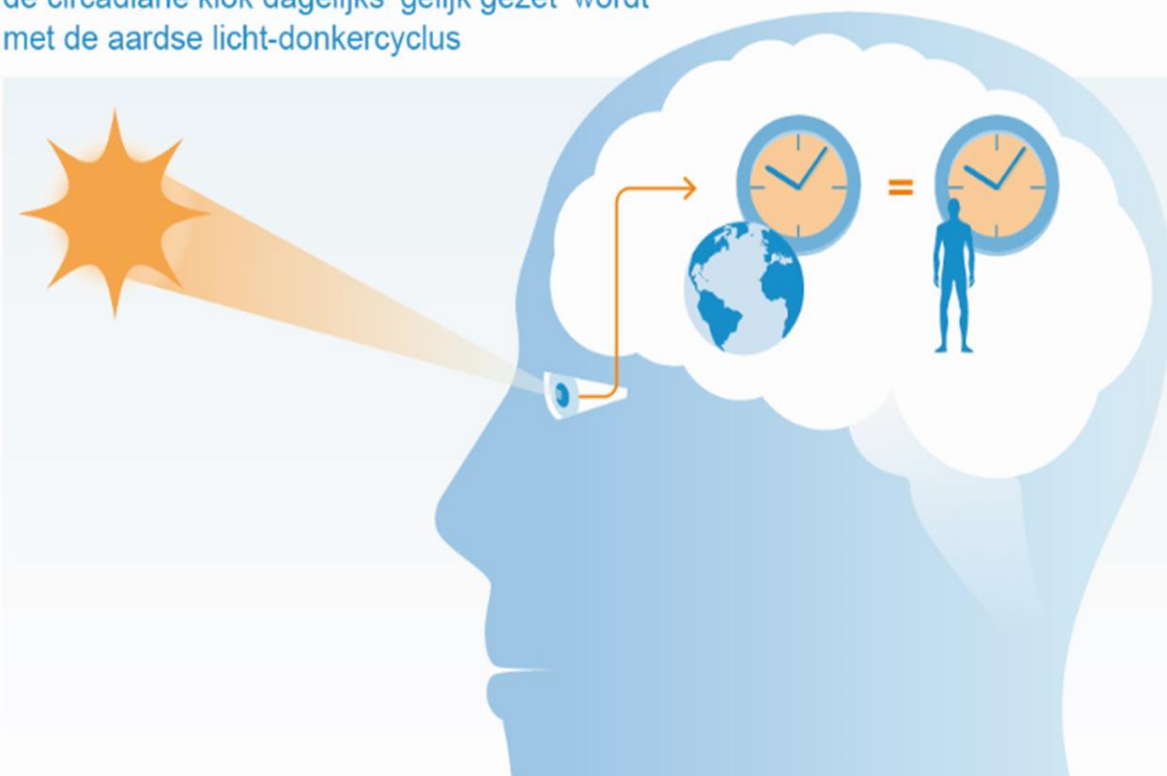 de circadiane klok dagelijks 'gelijk gezet' wordt
met de aardse licht-donkercyclus